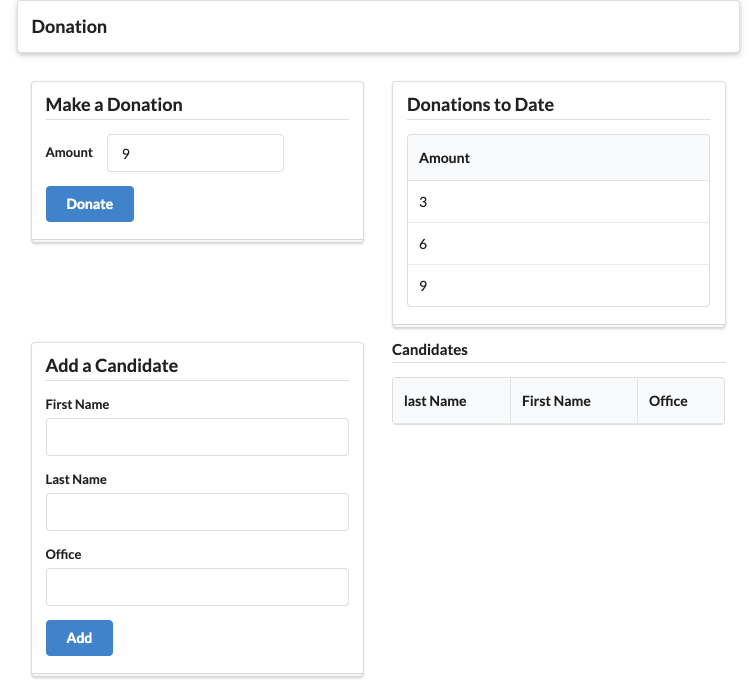 Donation
Make a Donation
Amount 9
Donate
Donations to Date
Amount
3
6
9
Add a Candidate
First Name
Last Name
Office
Add
Candidates
last Name First Name Office